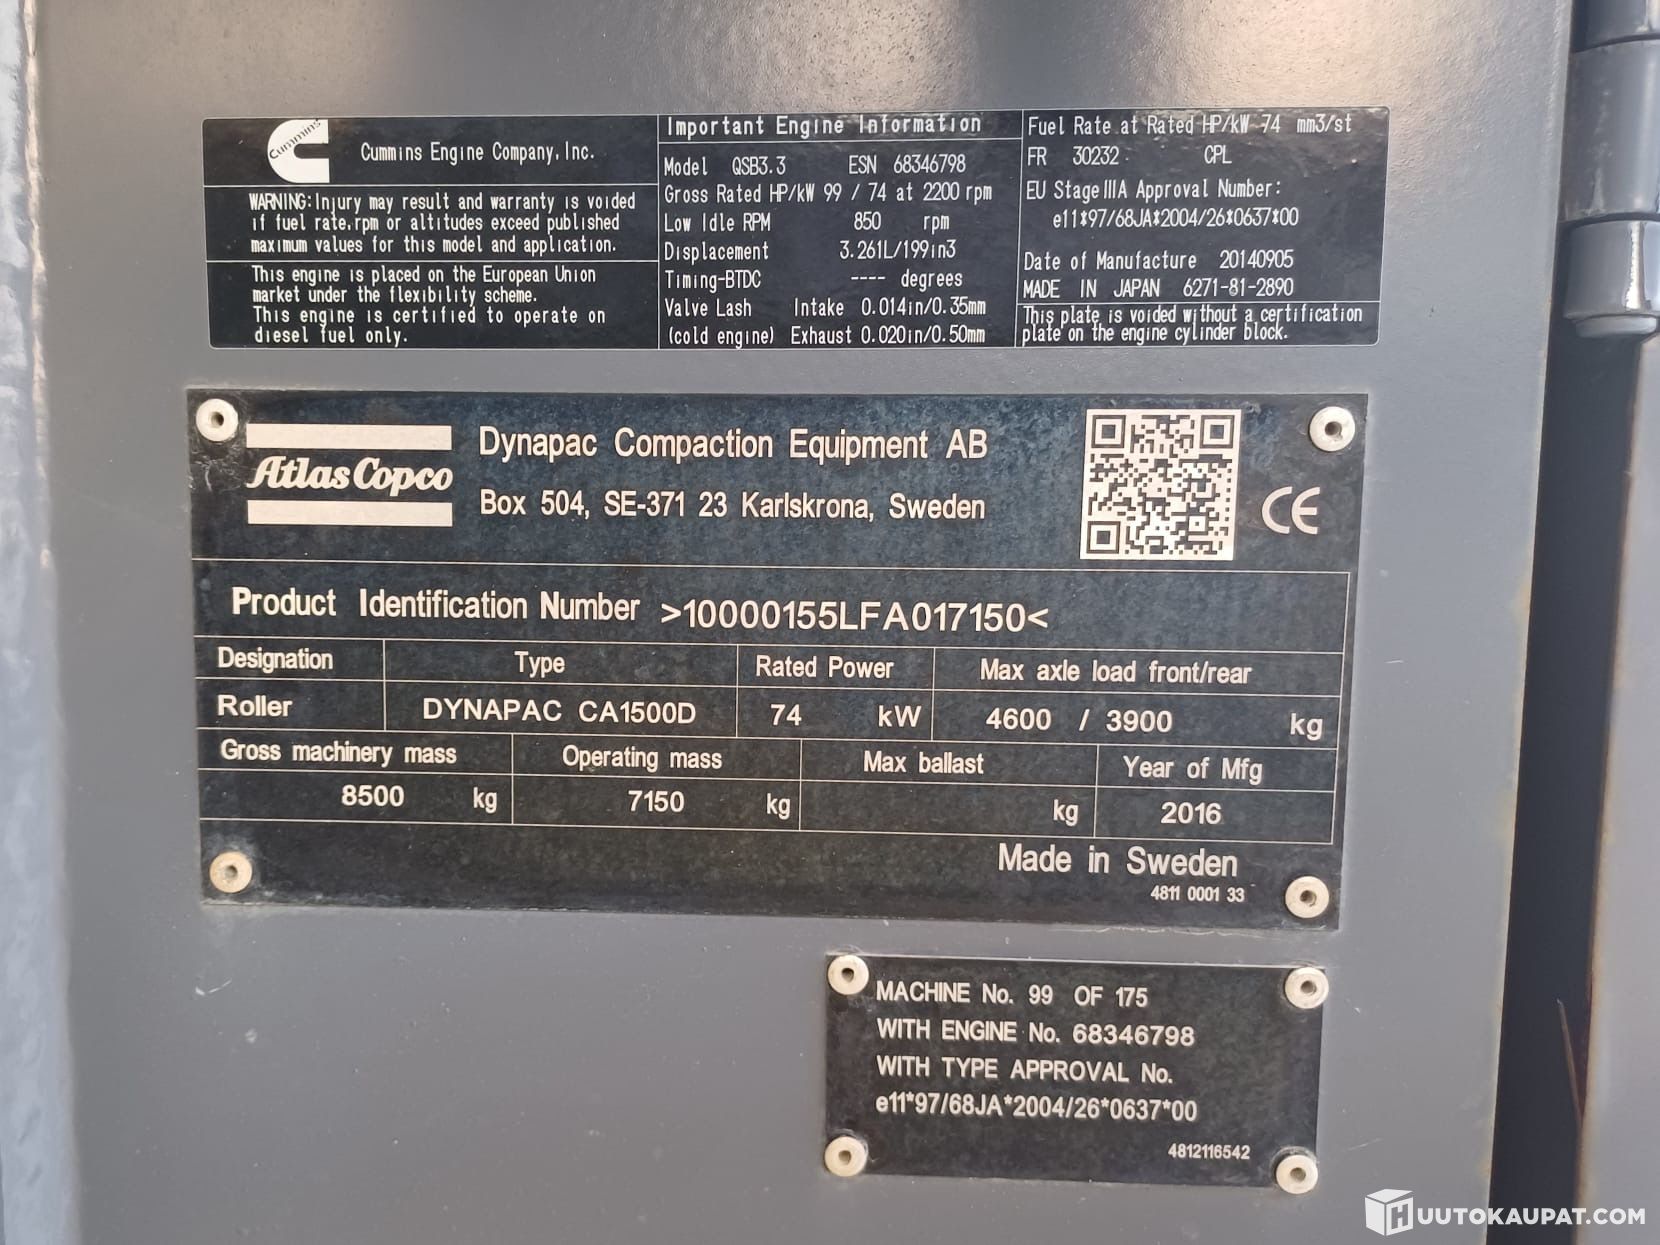 Cummins
Cummins Engine Company, Inc.
WARNING: Injury may result and warranty is voided
if fuel rate, rpm or altitudes exceed published
maximum values for this model and application.
This engine is placed on the European Union
market under the flexibility scheme.
This engine is certified to operate on
diesel fuel only.
Important Engine Information
Model QSB3.3 ESN 68346798
Gross Rated HP/kW 99 / 74 at 2200 rpm
Low Idle RPM 850 rpm
Displacement 3.261L/199in3
Timing-BTDC ---- degrees
Valve Lash Intake 0.014in/0.35mm
(cold engine) Exhaust 0.020in/0.50mm
Fuel Rate at Rated HP/kW 74 mm3/st
FR 30232 CPL
EU Stage IIIA Approval Number:
e11*97/68JA*2004/26*0637*00
Date of Manufacture 20140905
MADE IN JAPAN 6271-81-2890
This plate is voided without a certification
plate on the engine cylinder block.
Atlas Copco
Dynapac Compaction Equipment AB
Box 504, SE-371 23 Karlskrona, Sweden
CE
Product Identification Number >10000155LFA017150<
Designation Type Rated Power Max axle load front/rear
Roller DYNAPAC CA1500D 74 kW 4600 / 3900 kg
Gross machinery mass Operating mass Max ballast Year of Mfg
8500 kg 7150 kg kg 2016
Made in Sweden
4811 0001 33
MACHINE No. 99 OF 175
WITH ENGINE No. 68346798
WITH TYPE APPROVAL No.
e11*97/68JA*2004/26*0637*00
4812116542
HUUTOKAUPAT.COM